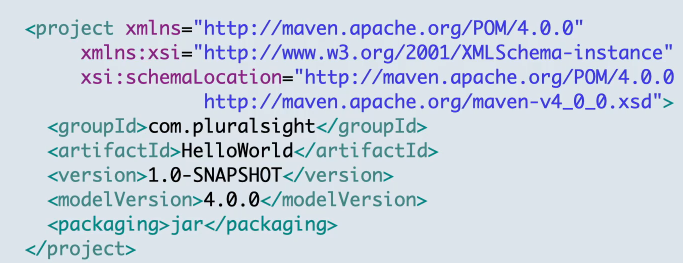 <project xmlns="http://maven.apache.org/POM/4.0.0"
xmlns:xsi="http://www.w3.org/2001/XMLSchema-instance"
xsi:schemaLocation="http://maven.apache.org/POM/4.0.0
http://maven.apache.org/maven-v4_0_0.xsd">
<groupId>com.pluralsight</groupId>
<artifactId>HelloWorld</artifactId>
<version>1.0-SNAPSHOT</version>
<modelVersion>4.0.0</modelVersion>
<packaging>jar</packaging>
</project>